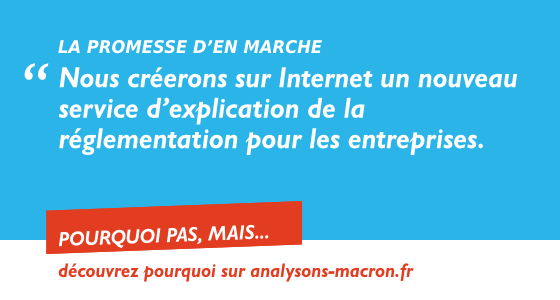 LA PROMESSE D’EN MARCHE
“ Nous créerons sur Internet un nouveau
service d’explication de la
réglementation pour les entreprises.
POURQUOI PAS, MAIS...
découvrez pourquoi sur analysons-macron.fr